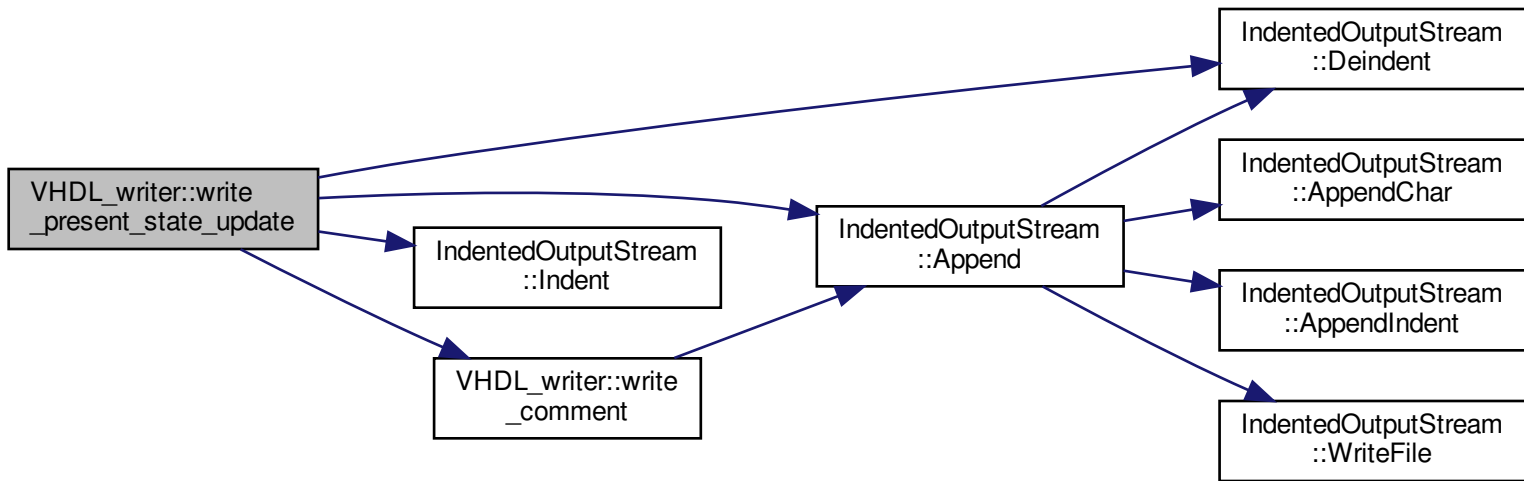 VHDL_writer::write
_present_state_update
IndentedOutputStream
::Indent
VHDL_writer::write
_comment
IndentedOutputStream
::Append
IndentedOutputStream
::Deindent
IndentedOutputStream
::AppendChar
IndentedOutputStream
::AppendIndent
IndentedOutputStream
::WriteFile